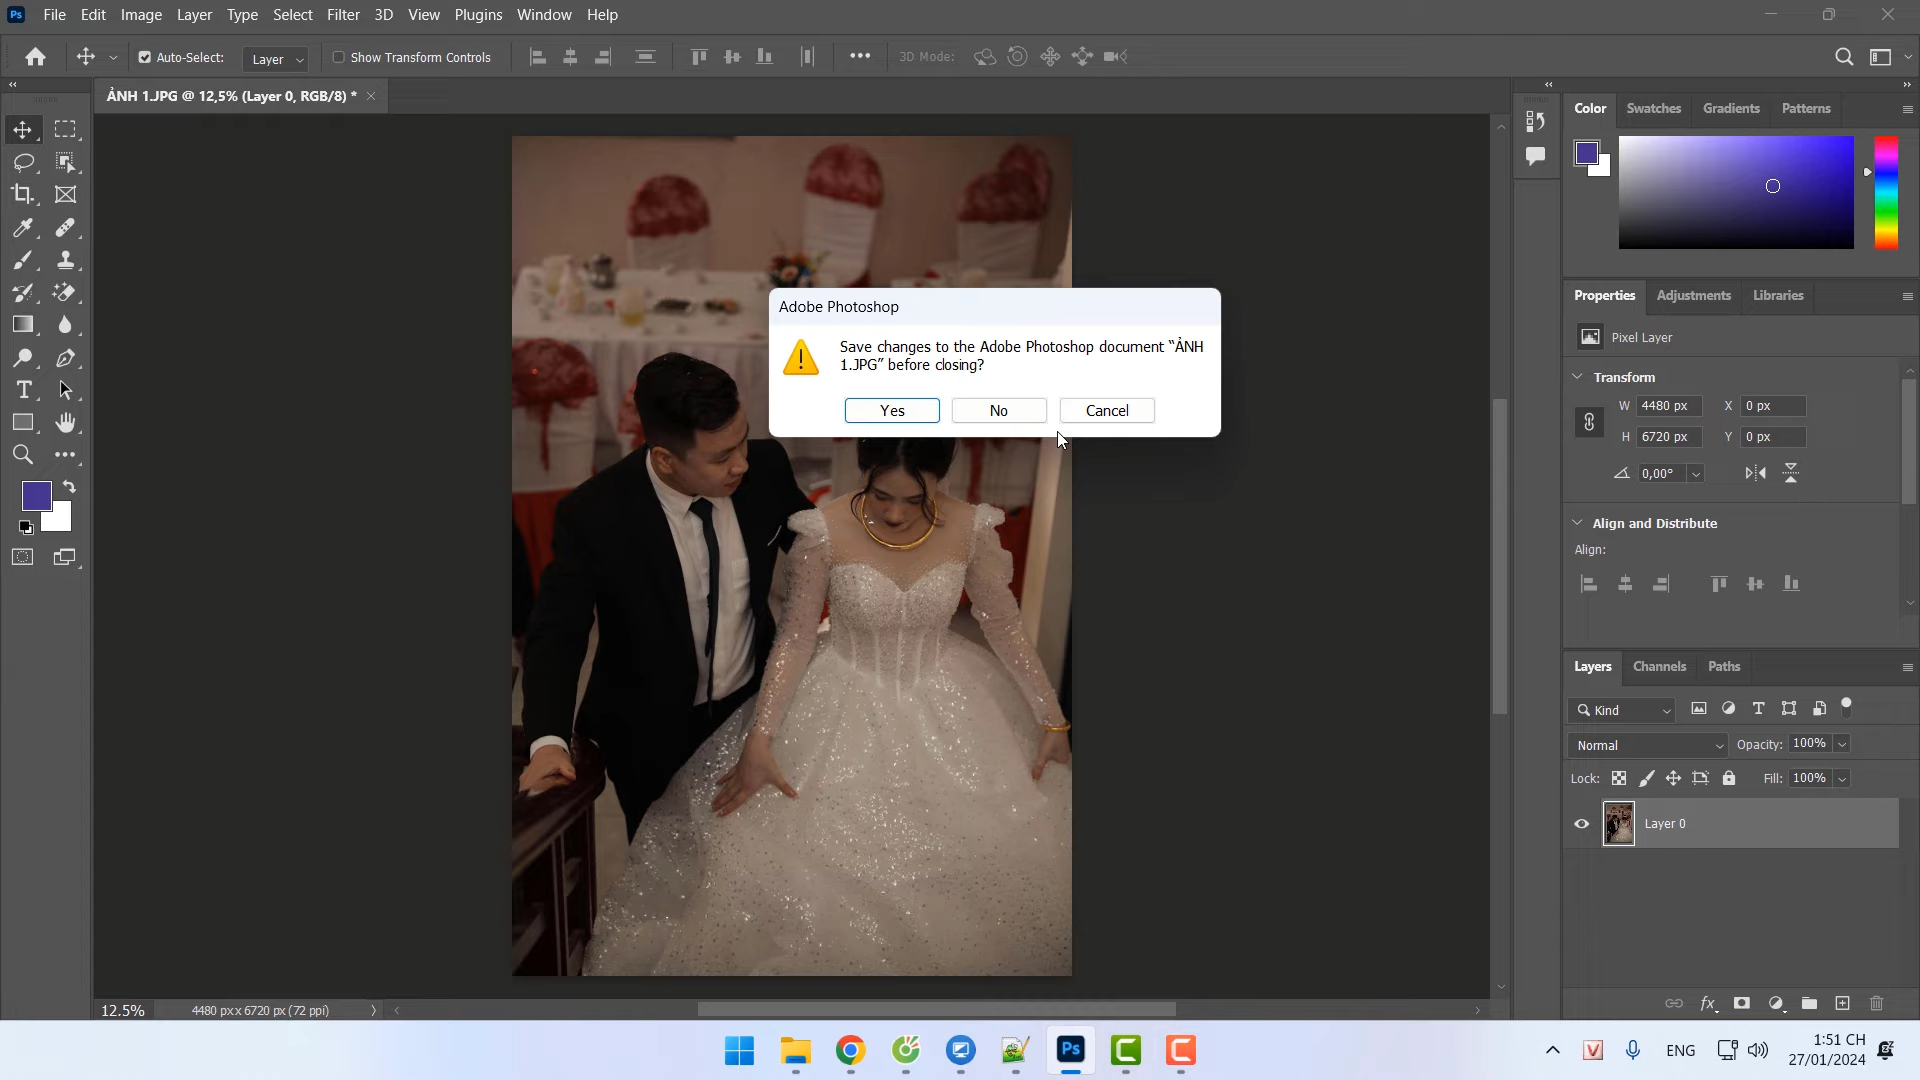 Ps File Edit Image Layer Type Select Filter 3D View Plugins Window Help
Auto-Select: Layer Show Transform Controls 3D Mode:
ẢNH 1.JPG @ 12,5% (Layer 0, RGB/8) *
Color Swatches Gradients Patterns
Adobe Photoshop
Save changes to the Adobe Photoshop document “ẢNH
1.JPG” before closing?
Yes No Cancel
Properties Adjustments Libraries
Pixel Layer
Transform
W 4480 px X 0 px
H 6720 px Y 0 px
0,00°
Align and Distribute
Align:
Layers Channels Paths
Kind
Normal Opacity: 100%
Lock: Fill: 100%
Layer 0
12.5% 4480 px x 6720 px (72 ppi)
Ps
ENG
1:51 CH
27/01/2024